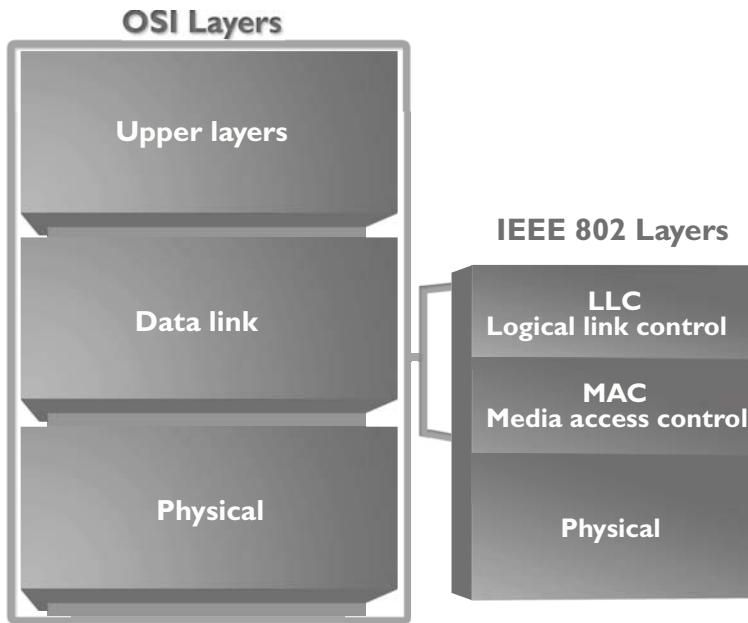 OSI Layers
Upper layers
Data link
Physical
IEEE 802 Layers
LLC
Logical link control
MAC
Media access control
Physical